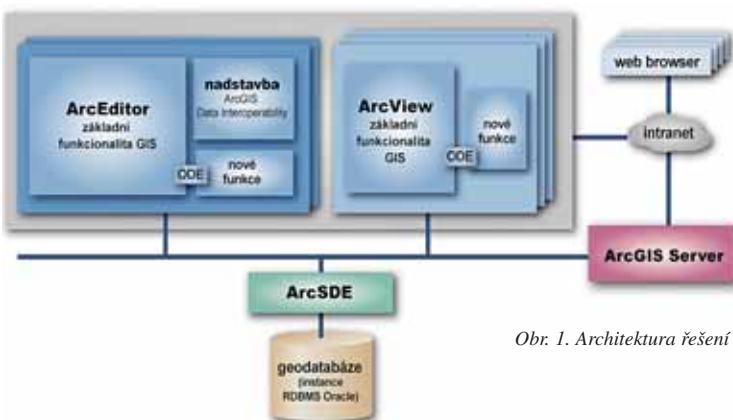 ArcEditor
základní
funkcionalita GIS
nadstavba
ArcGIS
Data Interoperability
ODE
nové
funkce
ArcView
základní
funkcionalita
GIS
ODE
nové
funkce
web browser
intranet
ArcGIS Server
ArcSDE
geodatabáze
(instance
RDBMS Oracle)
Obr. 1. Architektura řešení